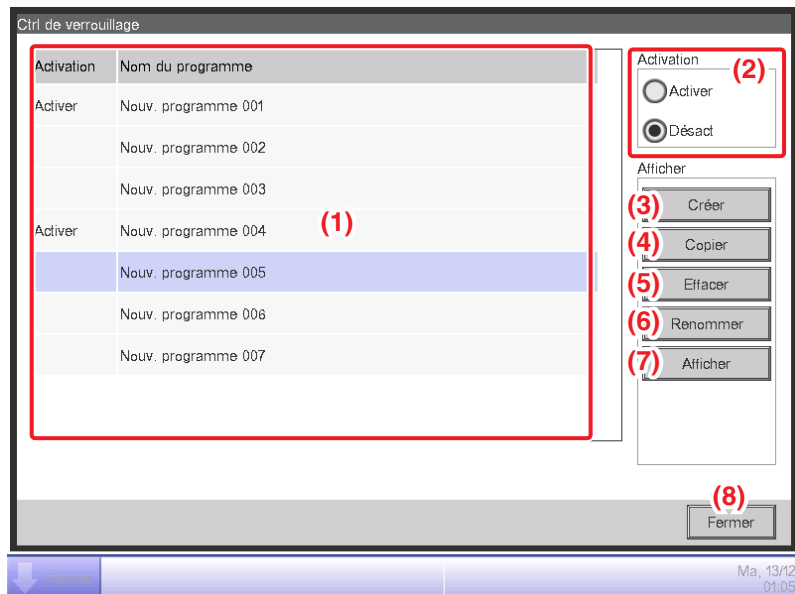 Ctrl de verrouillage
Activation Nom du programme
Activer Nouv. programme 001
Nouv. programme 002
Nouv. programme 003
(1)
Activer Nouv. programme 004
Nouv. programme 005
Nouv. programme 006
Nouv. programme 007
Activation
(2)
Activer
Désact
Afficher
(3) Créer
(4) Copier
(5) Effacer
(6) Renommer
(7) Afficher
(8)
Fermer
Fermer
Ma, 13/12
01:05